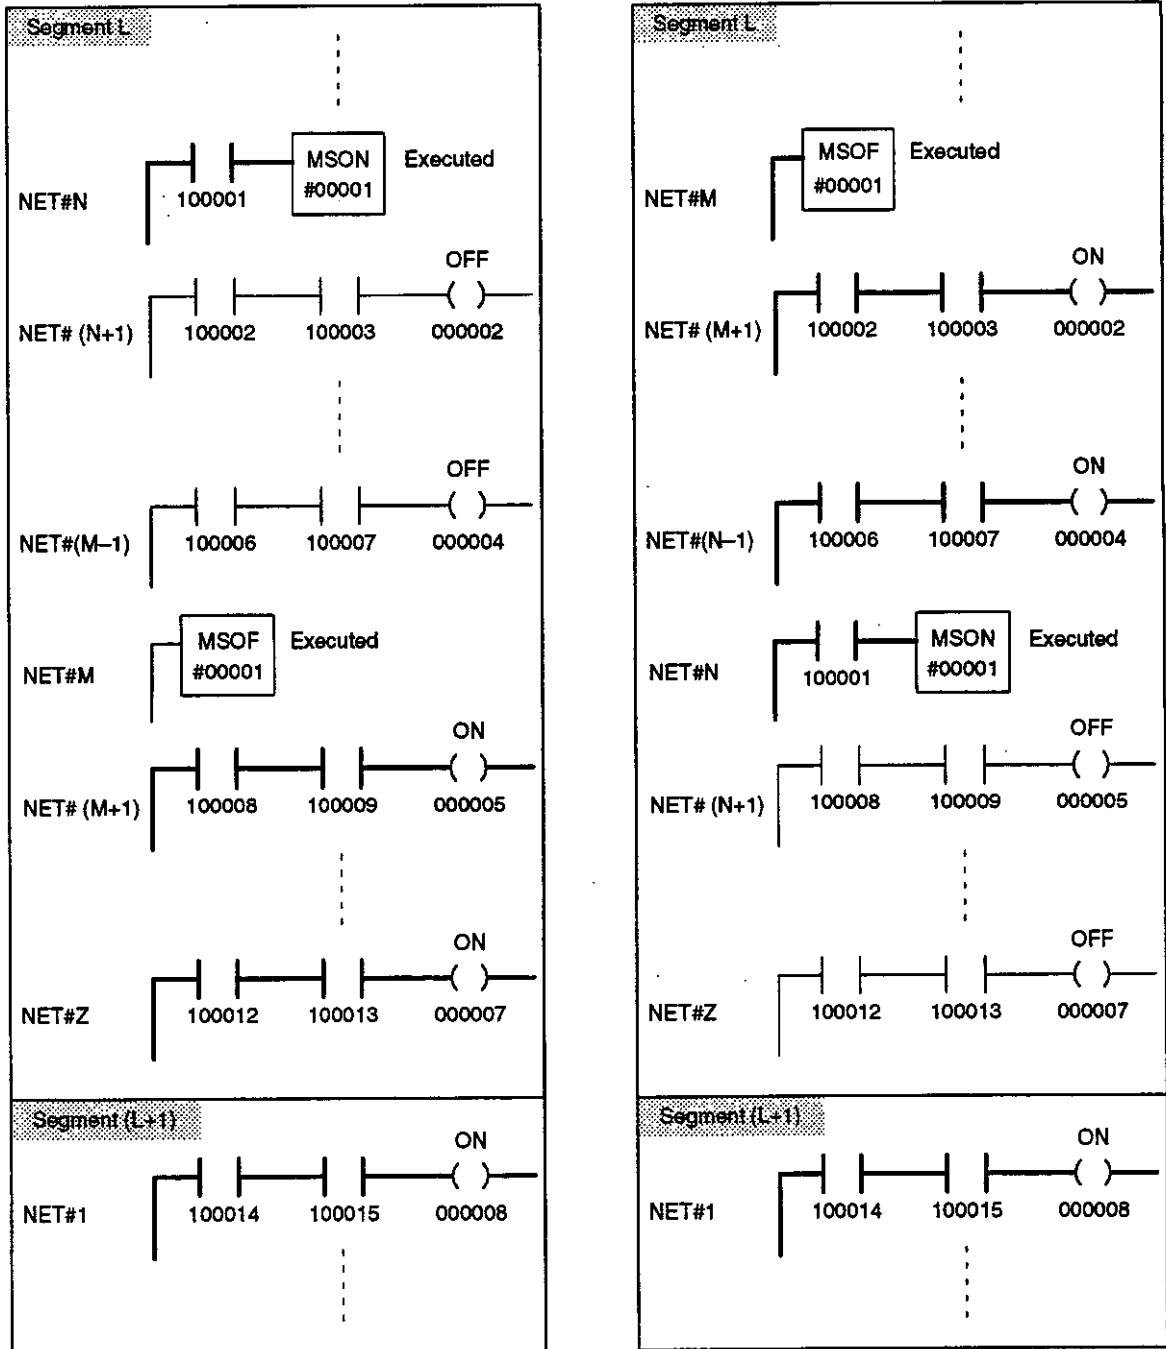 Segment L
MSON
Executed
#00001
NET#N
100001
OFF
NET# (N+1)
100002
100003
000002
OFF
NET#(M–1)
100006
100007
000004
MSOF
Executed
#00001
NET#M
ON
NET# (M+1)
100008
100009
000005
ON
NET#Z
100012
100013
000007
Segment (L+1)
ON
NET#1
100014
100015
000008
Segment L
MSOF
Executed
#00001
NET#M
ON
NET# (M+1)
100002
100003
000002
ON
NET#(N–1)
100006
100007
000004
MSON
Executed
#00001
NET#N
100001
OFF
NET# (N+1)
100008
100009
000005
OFF
NET#Z
100012
100013
000007
Segment (L+1)
ON
NET#1
100014
100015
000008